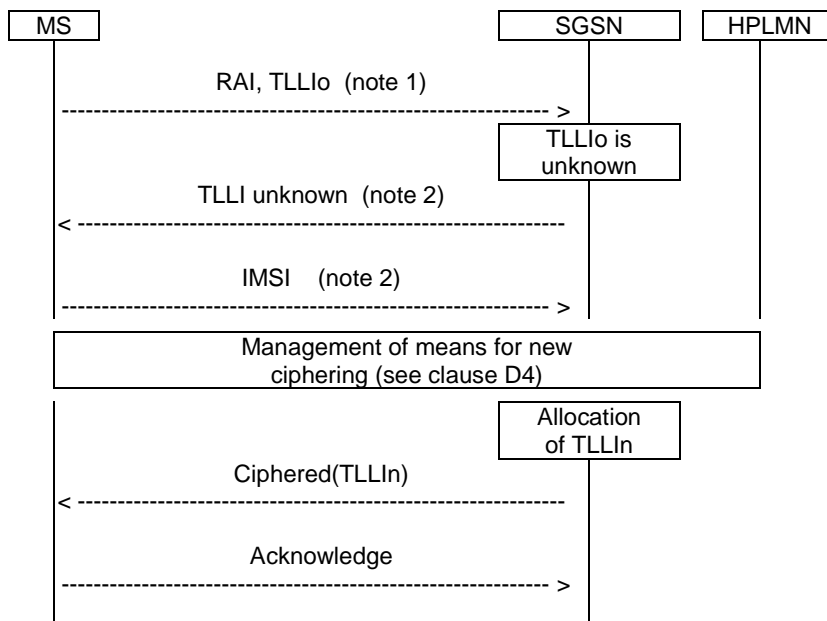 MS
SGSN
HPLMN
RAI, TLLIo (note 1)
TLLIo is
unknown
TLLI unknown (note 2)
IMSI (note 2)
Management of means for new
ciphering (see clause D4)
Allocation
of TLLIn
Ciphered(TLLIn)
Acknowledge